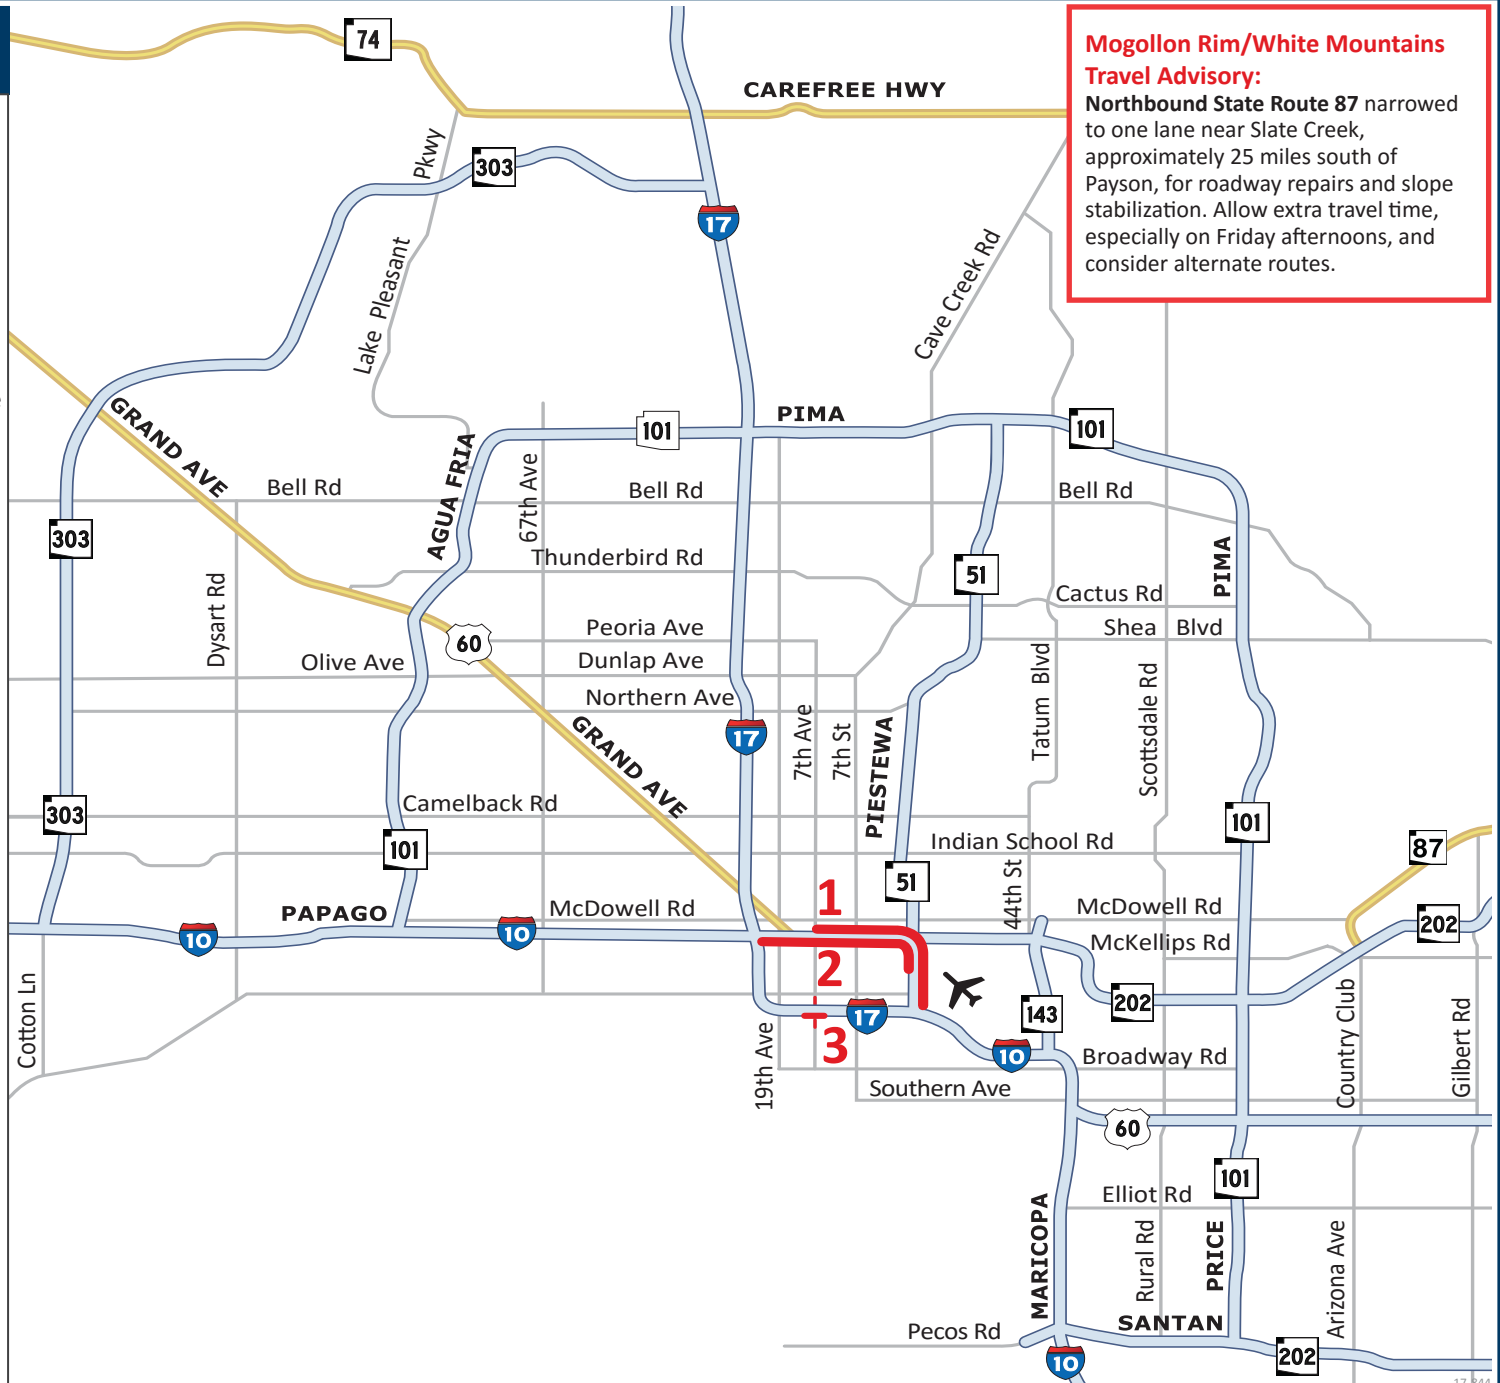 74
CAREFREE HWY
Mogollon Rim/White Mountains
Travel Advisory:
Northbound State Route 87 narrowed
to one lane near Slate Creek,
approximately 25 miles south of
Payson, for roadway repairs and slope
stabilization. Allow extra travel time,
especially on Friday afternoons, and
consider alternate routes.
303
Lake Pleasant Pkwy
17
Cave Creek Rd
GRAND AVE
AGUA FRIA
101
PIMA
101
Bell Rd
67th Ave
Bell Rd
Bell Rd
303
Thunderbird Rd
51
PIMA
Cactus Rd
Dysart Rd
60
Peoria Ave
Shea Blvd
Olive Ave
Dunlap Ave
Northern Ave
Tatum Blvd
Scottsdale Rd
GRAND AVE
17
7th Ave
7th St
PIESTEWA
303
Camelback Rd
101
Indian School Rd
101
87
51
44th St
PAPAGO
McDowell Rd
1
McDowell Rd
10
10
McKellips Rd
202
2
Cotton Ln
17
143
202
3
19th Ave
10
Broadway Rd
Country Club
Gilbert Rd
Southern Ave
60
101
Elliot Rd
MARICOPA
Rural Rd
PRICE
Arizona Ave
Pecos Rd
SANTAN
10
202